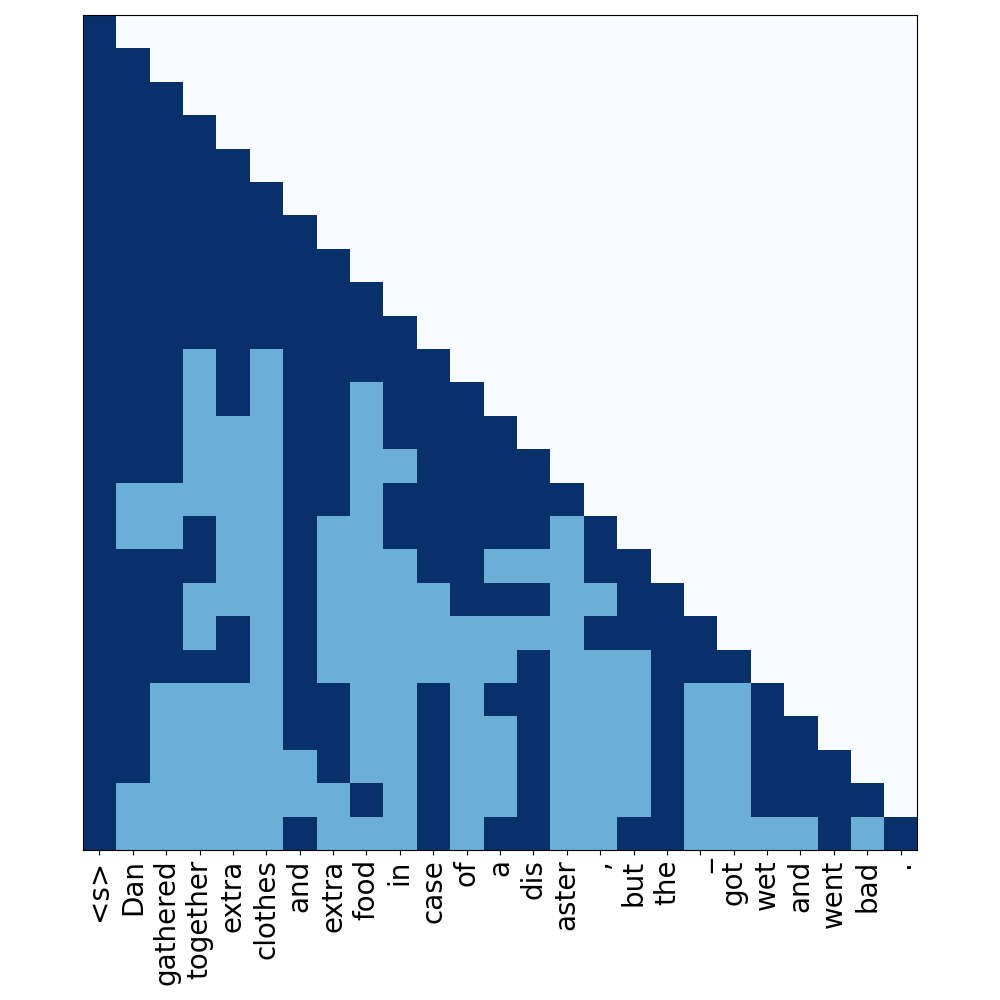 <s> Dan gathered together extra clothes and extra food in case of a dis aster , but the _ got wet and went bad .